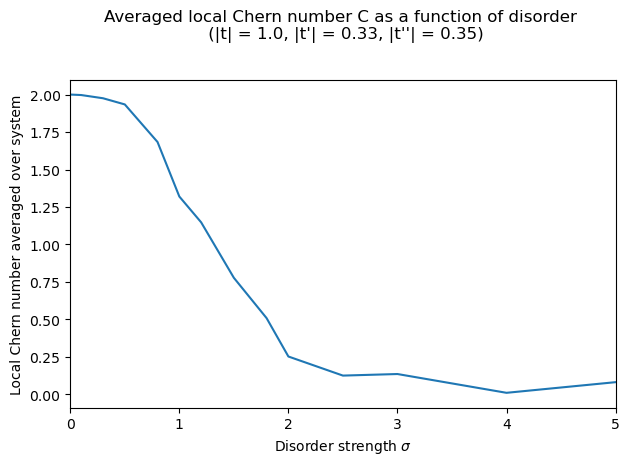 Averaged local Chern number C as a function of disorder
(|t| = 1.0, |t'| = 0.33, |t''| = 0.35)
Local Chern number averaged over system
2.00
1.75
1.50
1.25
1.00
0.75
0.50
0.25
0.00
0 1 2 3 4 5
Disorder strength σ